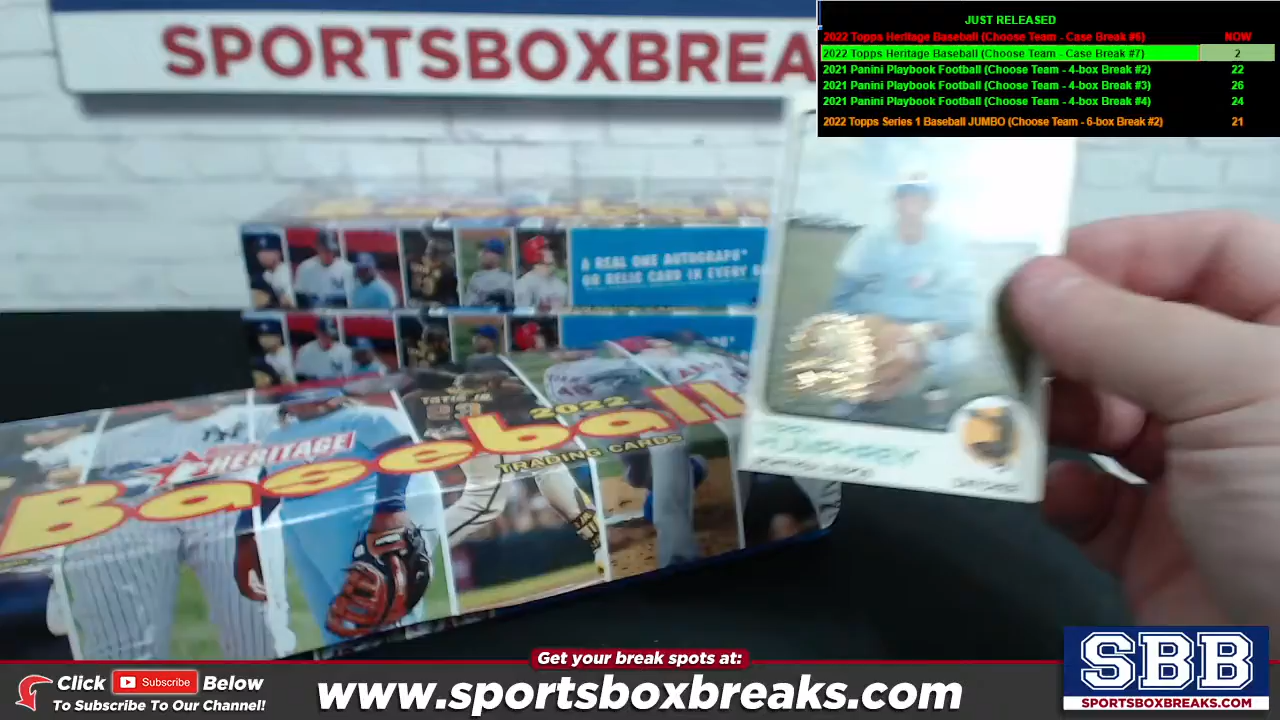 SPORTSBOXBREA
JUST RELEASED
2022 Topps Heritage Baseball (Choose Team - Case Break #6) NOW
2022 Topps Heritage Baseball (Choose Team - Case Break #7) 2
2021 Panini Playbook Football (Choose Team - 4-box Break #2) 22
2021 Panini Playbook Football (Choose Team - 4-box Break #3) 26
2021 Panini Playbook Football (Choose Team - 4-box Break #4) 24
2022 Topps Series 1 Baseball JUMBO (Choose Team - 6-box Break #2) 21
A REAL ONE AUTOGRAPH*
OR RELIC CARD IN EVERY
HERITAGE
2022
Baseball
TRADING CARDS
Get your break spots at:
Click Subscribe Below
To Subscribe To Our Channel!
www.sportsboxbreaks.com
SBB
SPORTSBOXBREAKS.COM